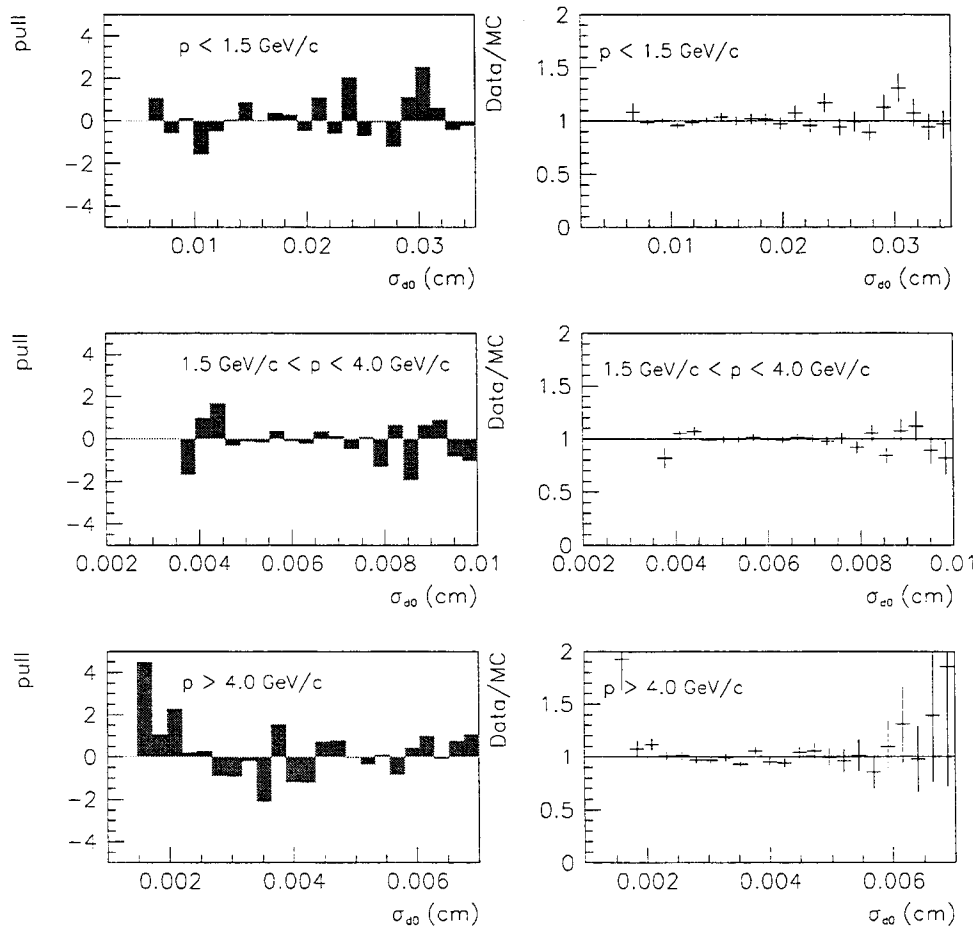 pull
4
2
0
−2
−4
p < 1.5 GeV/c
0.01
0.02
0.03
σd0 (cm)
Data/MC
2
1.5
1
0.5
0
p < 1.5 GeV/c
0.01
0.02
0.03
σd0 (cm)
pull
4
2
0
−2
−4
1.5 GeV/c < p < 4.0 GeV/c
0.002
0.004
0.006
0.008
0.01
σd0 (cm)
Data/MC
2
1.5
1
0.5
0
1.5 GeV/c < p < 4.0 GeV/c
0.002
0.004
0.006
0.008
0.01
σd0 (cm)
pull
4
2
0
−2
−4
p > 4.0 GeV/c
0.002
0.004
0.006
σd0 (cm)
Data/MC
2
1.5
1
0.5
0
p > 4.0 GeV/c
0.002
0.004
0.006
σd0 (cm)